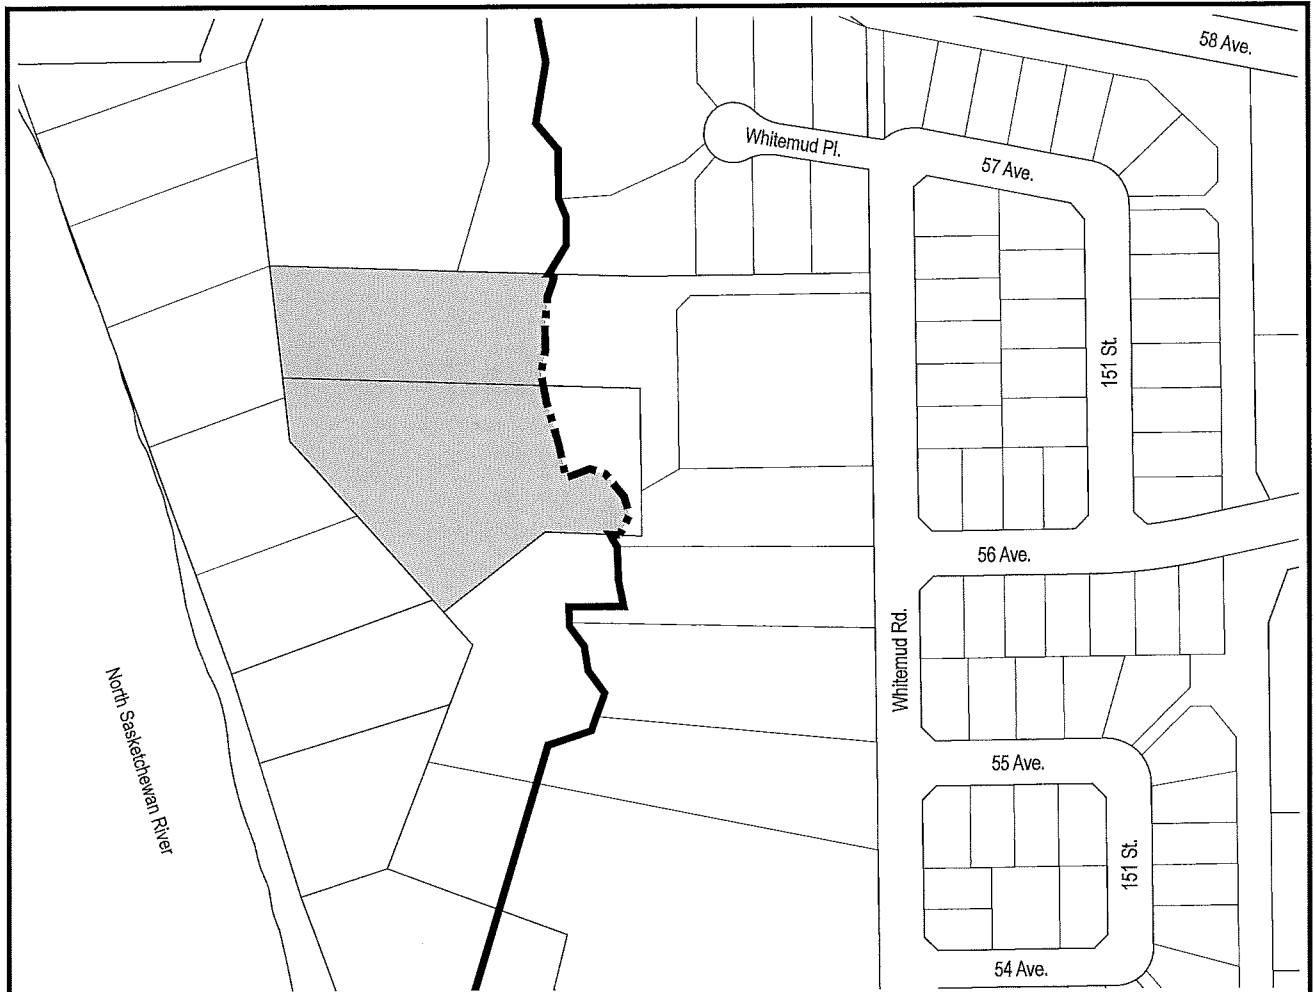 58 Ave.
Whitemud Pl.
57 Ave.
151 St.
56 Ave.
Whitemud Rd.
North Sasketchewan River
55 Ave.
151 St.
54 Ave.